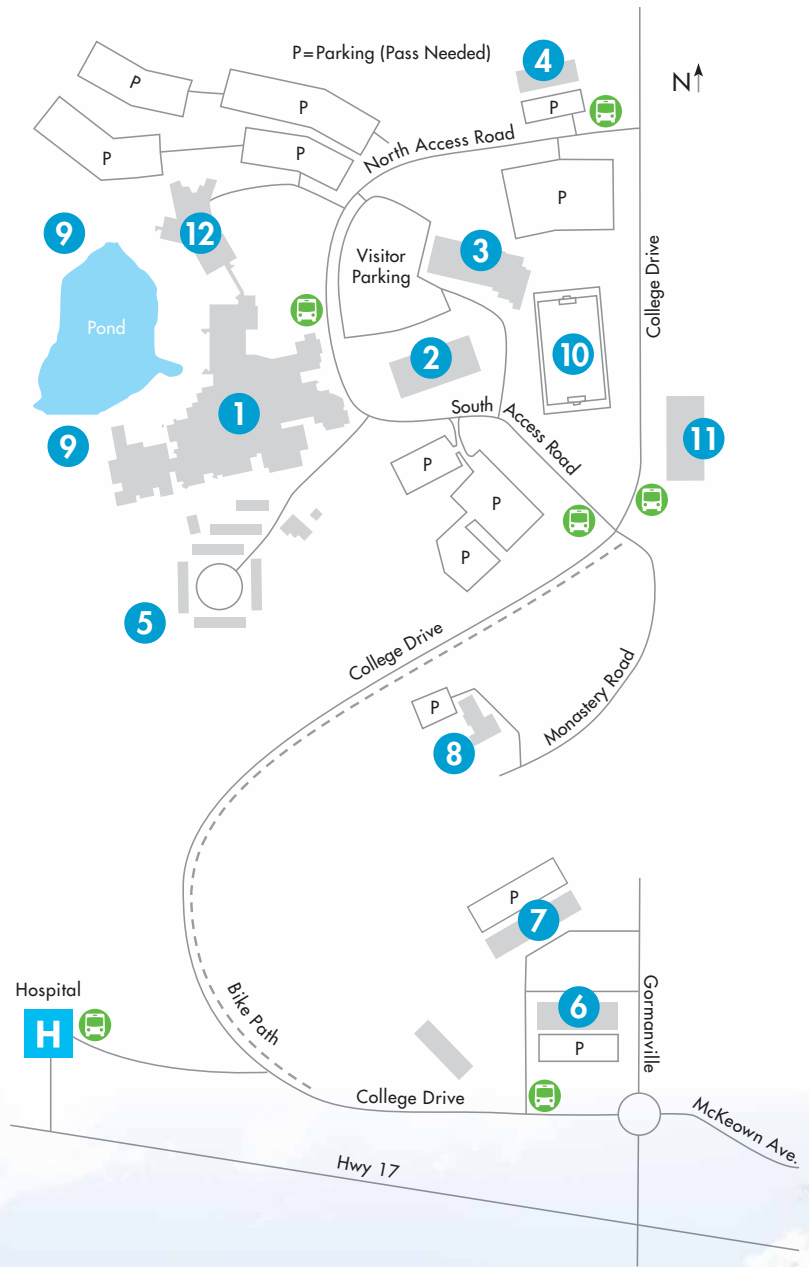 P=Parking (Pass Needed)
4
N
P
P
P
P
P
P
North Access Road
P
12
9
Visitor
Parking
3
College Drive
Pond
10
2
1
South Access Road
11
9
P
P
P
5
College Drive
Monastery Road
P
8
P
7
Hospital
H
Bike Path
6
P
Gormanville
College Drive
McKeown Ave.
Hwy 17